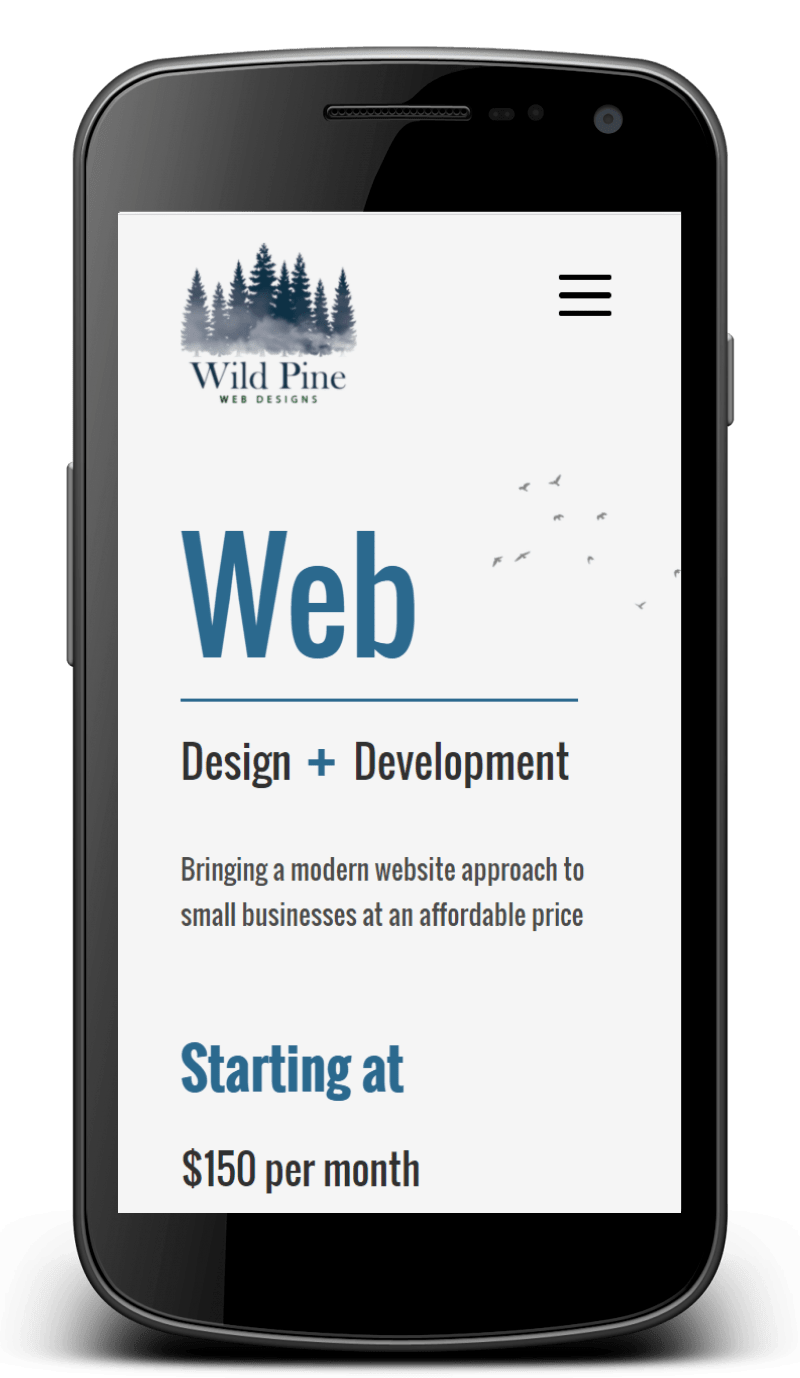 Wild Pine
WEB DESIGNS
Web
Design + Development
Bringing a modern website approach to
small businesses at an affordable price
Starting at
$150 per month